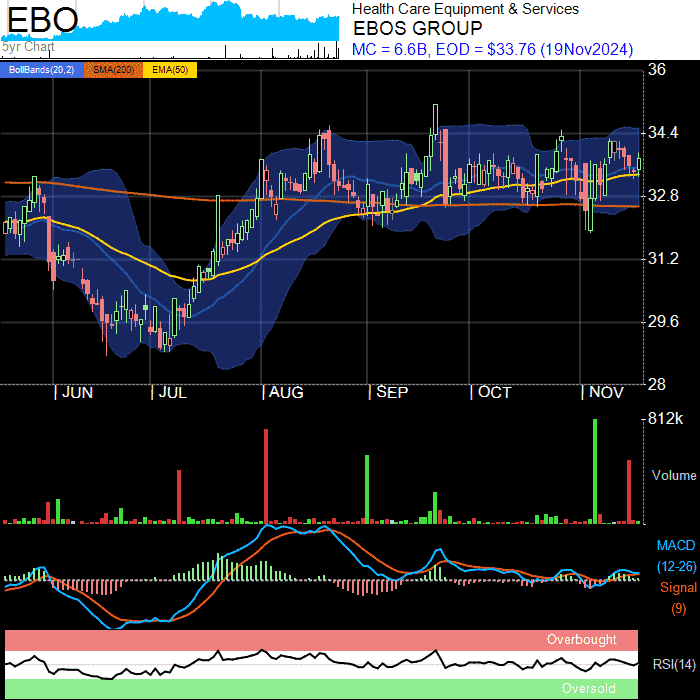 EBO
5yr Chart
Health Care Equipment & Services
EBOS GROUP
MC = 6.6B, EOD = $33.76 (19Nov2024)
BollBands(20,2) SMA(200) EMA(50)
36
34.4
32.8
31.2
29.6
28
JUN JUL AUG SEP OCT NOV
812k
Volume
MACD
(12-26)
Signal
(9)
Overbought
RSI(14)
Oversold